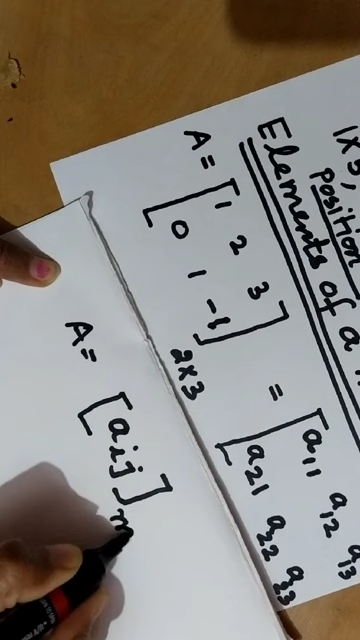 1×3,
Position
Elements of a
A = [1 2 3 = [a11 a12 a13
0 1 -1]2×3 a21 a22 a23
A = [aij]m